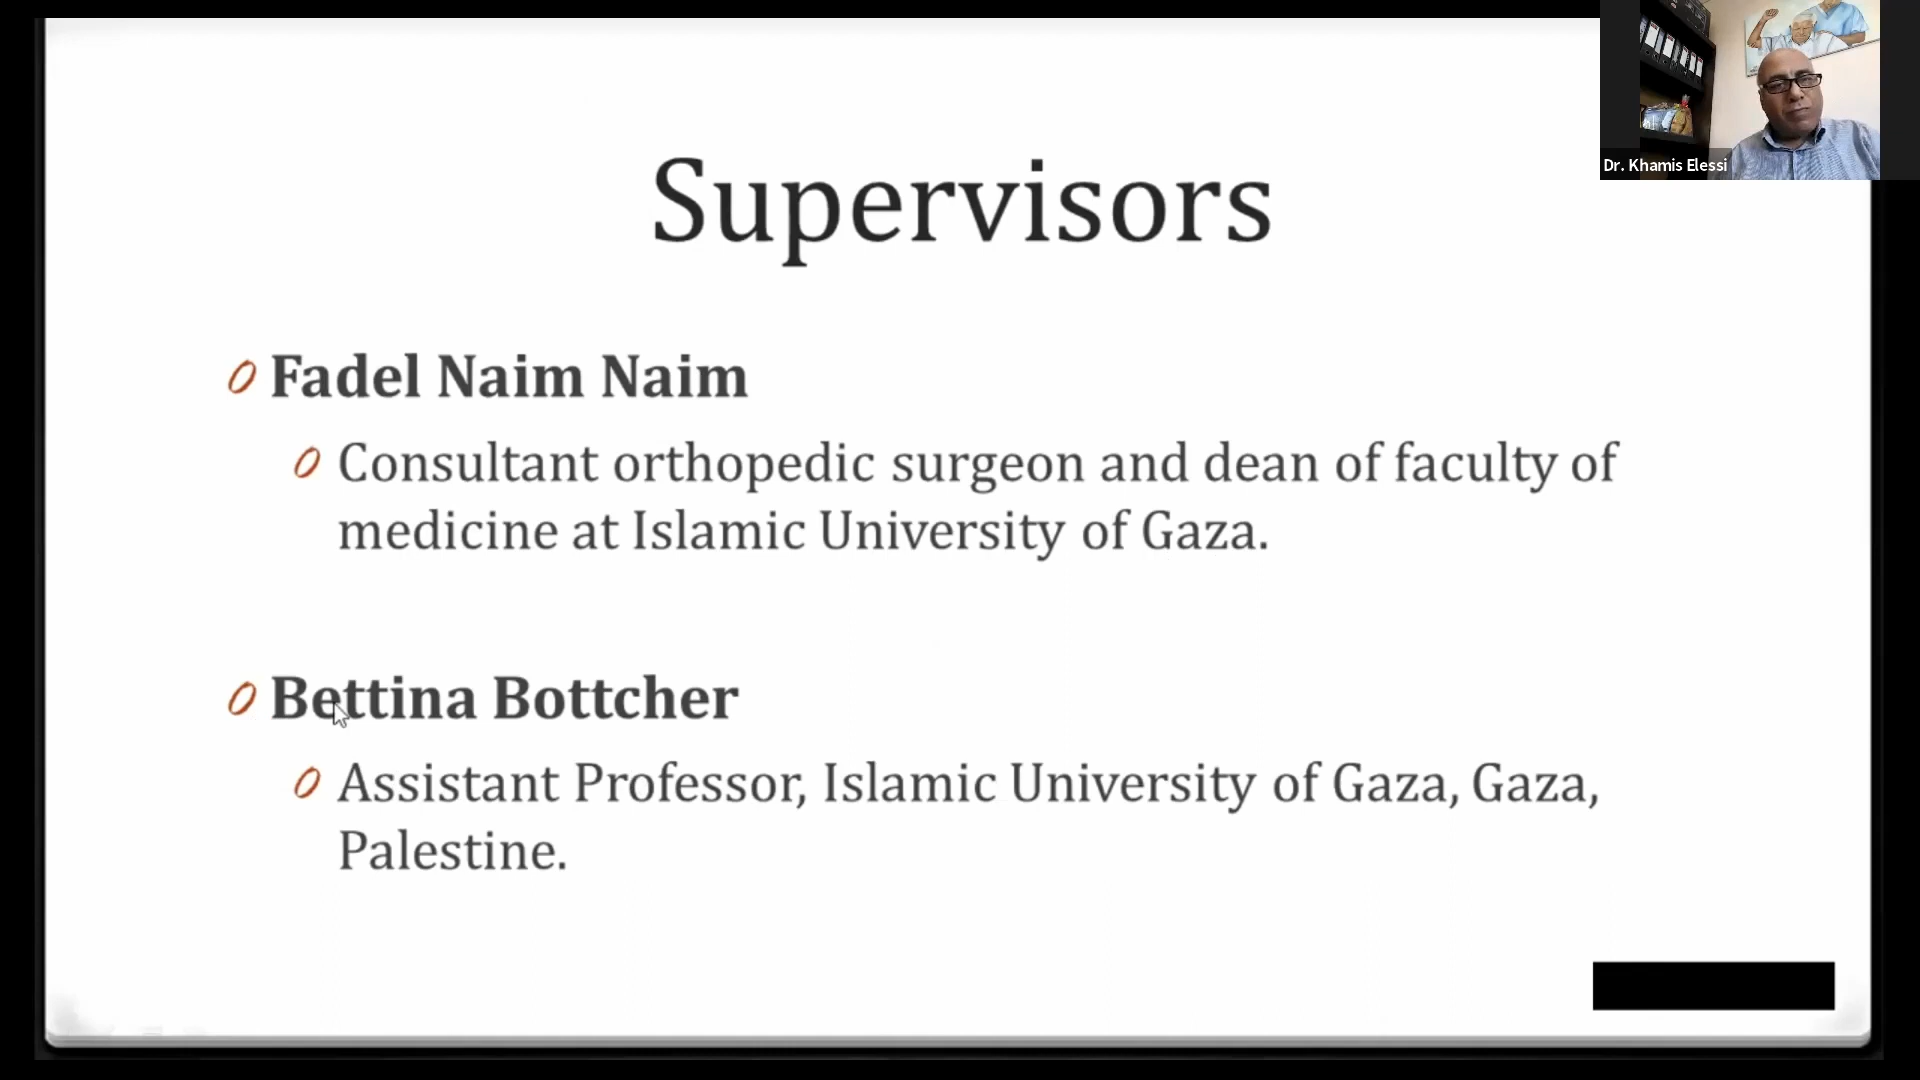 Supervisors
Fadel Naim Naim
Consultant orthopedic surgeon and dean of faculty of
medicine at Islamic University of Gaza.
Bettina Bottcher
Assistant Professor, Islamic University of Gaza, Gaza,
Palestine.
Dr. Khamis Elessi